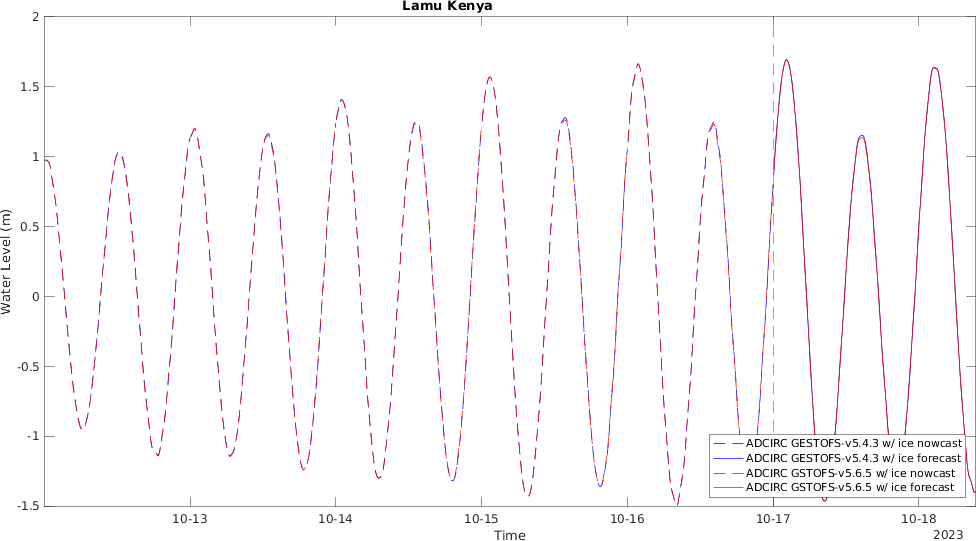 Lamu Kenya
2
1.5
1
0.5
0
-0.5
-1
-1.5
Water Level (m)
ADCIRC GESTOFS-v5.4.3 w/ ice nowcast
ADCIRC GESTOFS-v5.4.3 w/ ice forecast
ADCIRC GSTOFS-v5.6.5 w/ ice nowcast
ADCIRC GSTOFS-v5.6.5 w/ ice forecast
10-13 10-14 10-15 10-16 10-17 10-18
Time
2023